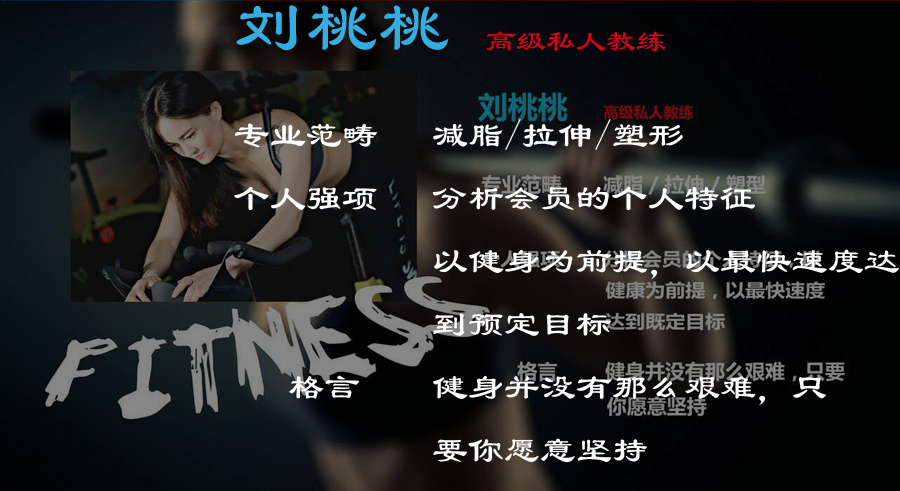 刘桃桃 高级私人教练
刘桃桃 高级私人教练
专业范畴 减脂/拉伸/塑形
专业范畴 减脂/拉伸/塑型
个人强项 分析会员的个人特征
以健身为前提，以最快速度达
会员的个
健康为前提，以最快速度
到预定目标
达到既定目标
FITNESS
格言 健身并没有那么艰难，只
格言 健身并没有那么艰难，只要
你愿意坚持
要你愿意坚持